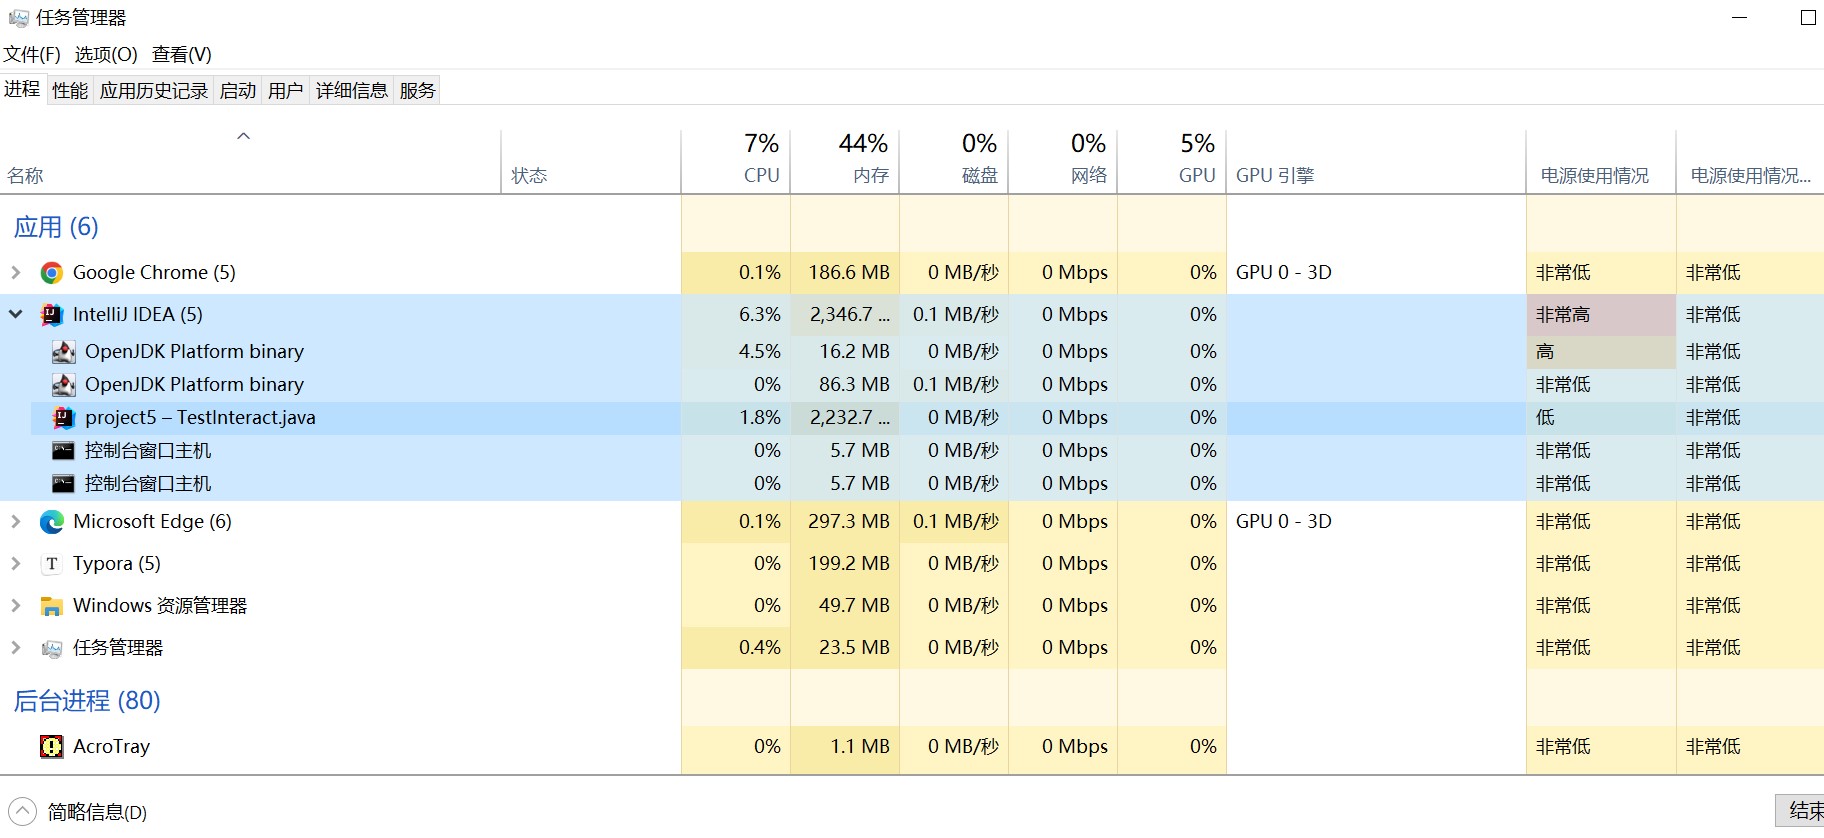 任务管理器
文件(F) 选项(O) 查看(V)
进程 性能 应用历史记录 启动 用户 详细信息 服务
7% 44% 0% 0% 5%
名称 状态 CPU 内存 磁盘 网络 GPU GPU 引擎 电源使用情况 电源使用情况...
应用 (6)
Google Chrome (5) 0.1% 186.6 MB 0 MB/秒 0 Mbps 0% GPU 0 - 3D 非常低 非常低
IntelliJ IDEA (5) 6.3% 2,346.7 ... 0.1 MB/秒 0 Mbps 0% 非常高 非常低
OpenJDK Platform binary 4.5% 16.2 MB 0 MB/秒 0 Mbps 0% 高 非常低
OpenJDK Platform binary 0% 86.3 MB 0.1 MB/秒 0 Mbps 0% 非常低 非常低
project5 – TestInteract.java 1.8% 2,232.7 ... 0 MB/秒 0 Mbps 0% 低 非常低
控制台窗口主机 0% 5.7 MB 0 MB/秒 0 Mbps 0% 非常低 非常低
控制台窗口主机 0% 5.7 MB 0 MB/秒 0 Mbps 0% 非常低 非常低
Microsoft Edge (6) 0.1% 297.3 MB 0.1 MB/秒 0 Mbps 0% GPU 0 - 3D 非常低 非常低
Typora (5) 0% 199.2 MB 0 MB/秒 0 Mbps 0% 非常低 非常低
Windows 资源管理器 0% 49.7 MB 0 MB/秒 0 Mbps 0% 非常低 非常低
任务管理器 0.4% 23.5 MB 0 MB/秒 0 Mbps 0% 非常低 非常低
后台进程 (80)
AcroTray 0% 1.1 MB 0 MB/秒 0 Mbps 0% 非常低 非常低
简略信息(D) 结束